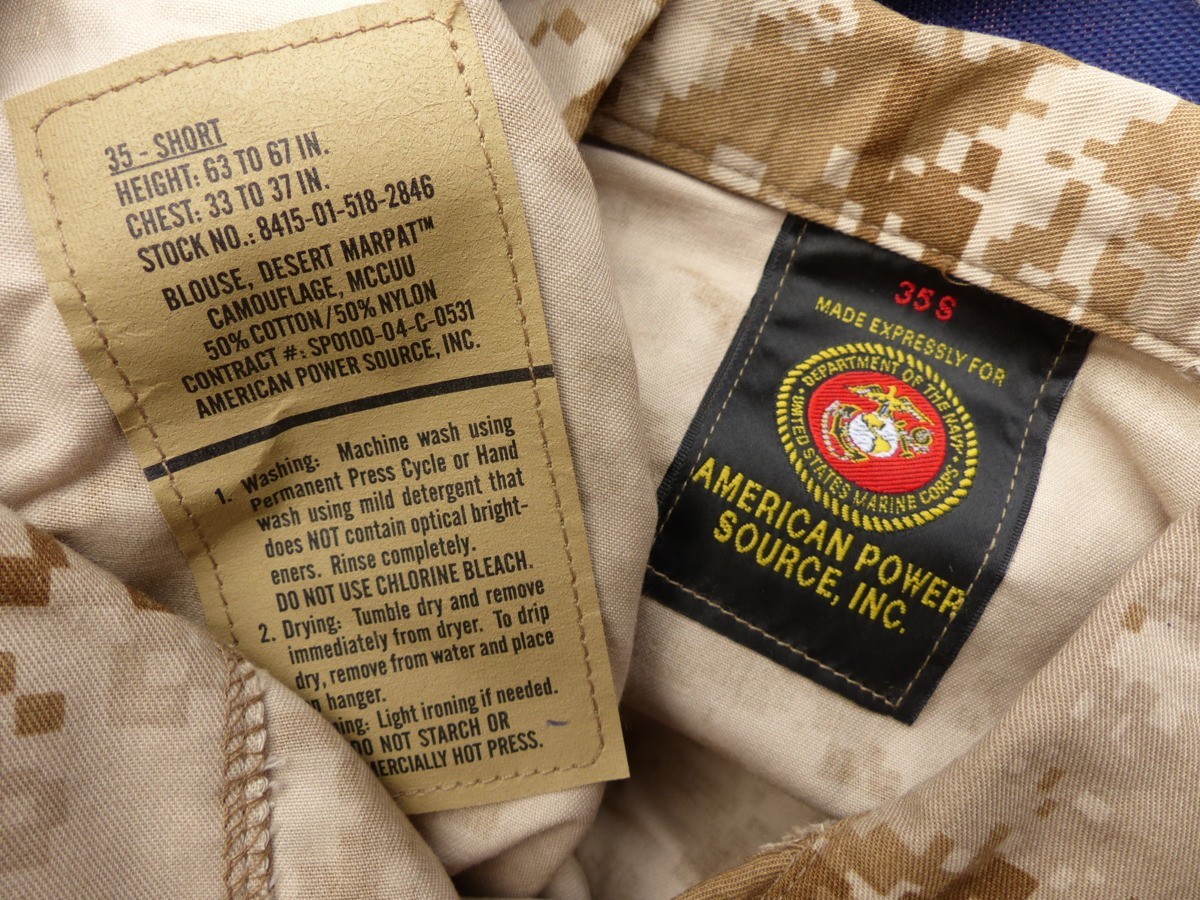 35 - SHORT
HEIGHT: 63 TO 67 IN.
CHEST: 33 TO 37 IN.
STOCK NO.: 8415-01-518-2846
BLOUSE, DESERT MARPAT™
CAMOUFLAGE, MCCUU
50% COTTON/50% NYLON
CONTRACT #: SP0100-04-C-0531
AMERICAN POWER SOURCE, INC.
1. Washing: Machine wash using
Permanent Press Cycle or Hand
wash using mild detergent that
does NOT contain optical bright-
eners. Rinse completely.
DO NOT USE CHLORINE BLEACH.
2. Drying: Tumble dry and remove
immediately from dryer. To drip
dry, remove from water and place
hanger.
Light ironing if needed.
DO NOT STARCH OR
HOT PRESS.
35S
MADE EXPRESSLY FOR
DEPARTMENT OF THE NAVY
UNITED STATES MARINE CORPS
AMERICAN POWER
SOURCE, INC.